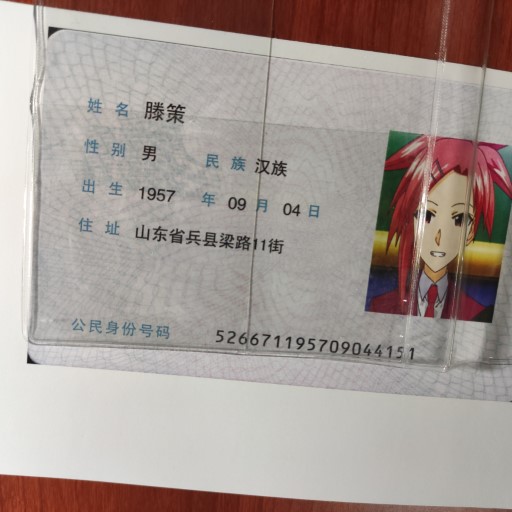 姓名 滕策
性别 男 民族 汉族
出生 1957 年 09 月 04 日
住址 山东省兵县梁路11街
公民身份号码 526671195709044151